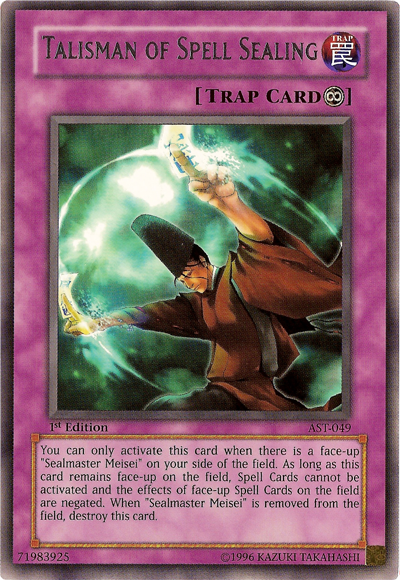 TALISMAN OF SPELL SEALING
TRAP
罠
[TRAP CARD]
1st Edition
AST-049
You can only activate this card when there is a face-up
"Sealmaster Meisei" on your side of the field. As long as this
card remains face-up on the field, Spell Cards cannot be
activated and the effects of face-up Spell Cards on the field
are negated. When "Sealmaster Meisei" is removed from the
field, destroy this card.
71983925
©1996 KAZUKI TAKAHASHI